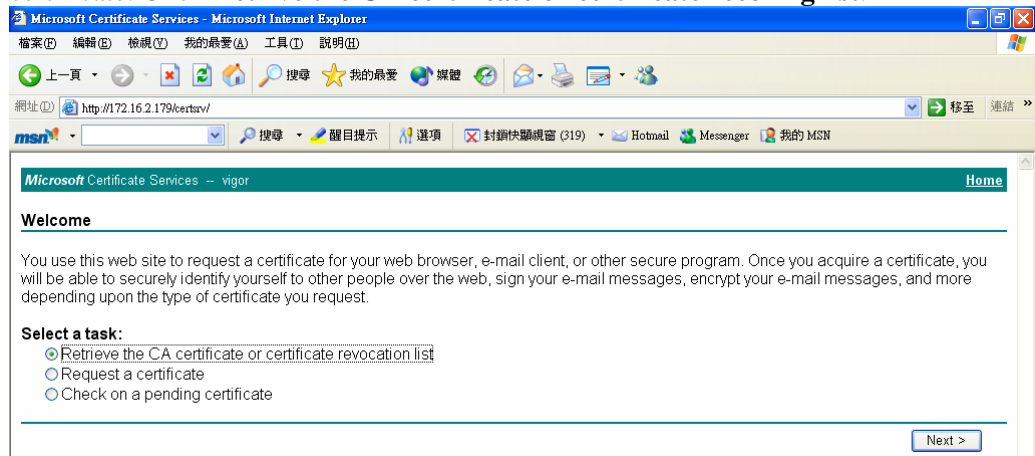 Microsoft Certificate Services - Microsoft Internet Explorer
檔案(F) 編輯(E) 檢視(V) 我的最愛(A) 工具(T) 說明(H)
上一頁 搜尋 我的最愛 媒體
網址(D) http://172.16.2.179/certsrv/ 移至 連結 »
msn 搜尋 醒目提示 選項 封鎖快顯視窗 (319) Hotmail Messenger 我的 MSN
Microsoft Certificate Services -- vigor Home
Welcome
You use this web site to request a certificate for your web browser, e-mail client, or other secure program. Once you acquire a certificate, you
will be able to securely identify yourself to other people over the web, sign your e-mail messages, encrypt your e-mail messages, and more
depending upon the type of certificate you request.
Select a task:
Retrieve the CA certificate or certificate revocation list
Request a certificate
Check on a pending certificate
Next >